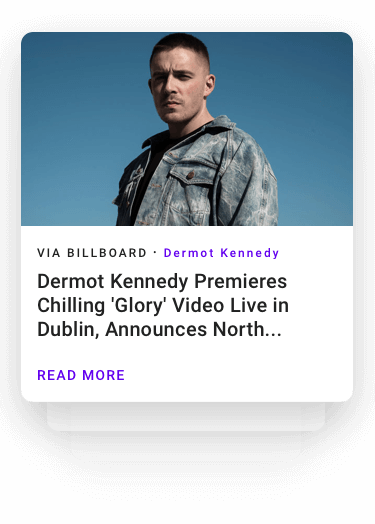 VIA BILLBOARD · Dermot Kennedy
Dermot Kennedy Premieres
Chilling 'Glory' Video Live in
Dublin, Announces North...
READ MORE